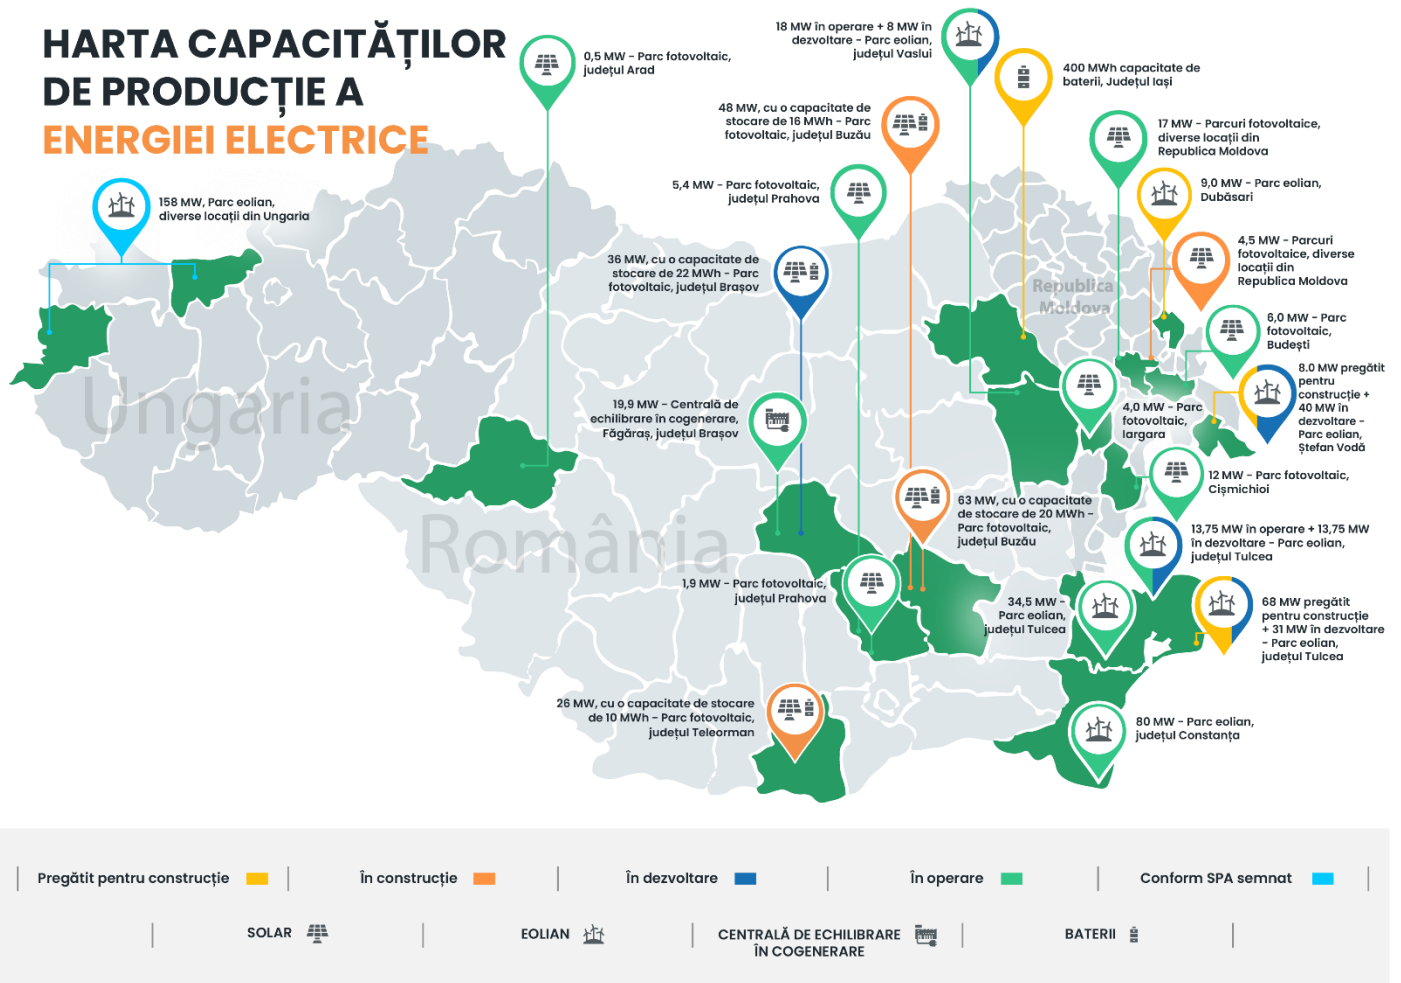 HARTA CAPACITĂȚILOR
DE PRODUCȚIE A
ENERGIEI ELECTRICE
0,5 MW - Parc fotovoltaic,
județul Arad
18 MW în operare + 8 MW în
dezvoltare - Parc eolian,
județul Vaslui
400 MWh capacitate de
baterii, Județul Iași
48 MW, cu o capacitate de
stocare de 16 MWh - Parc
fotovoltaic, județul Buzău
17 MW - Parcuri fotovoltaice,
diverse locații din
Republica Moldova
5,4 MW - Parc fotovoltaic,
județul Prahova
9,0 MW - Parc eolian,
Dubăsari
158 MW, Parc eolian,
diverse locații din Ungaria
4,5 MW - Parcuri
fotovoltaice, diverse
locații din
Republica Moldova
36 MW, cu o capacitate de
stocare de 22 MWh - Parc
fotovoltaic, județul Brașov
Republica
Moldova
6,0 MW - Parc
fotovoltaic,
Budești
8.0 MW pregătit
pentru
construcție +
40 MW în
dezvoltare -
Parc eolian,
Ștefan Vodă
Ungaria
19,9 MW - Centrală de
echilibrare în cogenerare,
Făgăraș, județul Brașov
4,0 MW - Parc
fotovoltaic,
Iargara
12 MW - Parc fotovoltaic,
Cișmichioi
România
63 MW, cu o capacitate
de stocare de 20 MWh -
Parc fotovoltaic,
județul Buzău
13,75 MW în operare + 13,75 MW
în dezvoltare - Parc eolian,
județul Tulcea
1,9 MW - Parc fotovoltaic,
județul Prahova
34,5 MW -
Parc eolian,
județul Tulcea
68 MW pregătit
pentru construcție
+ 31 MW în dezvoltare
- Parc eolian,
județul Tulcea
26 MW, cu o capacitate de stocare
de 10 MWh - Parc fotovoltaic,
județul Teleorman
80 MW - Parc eolian,
județul Constanța
Pregătit pentru construcție
În construcție
În dezvoltare
În operare
Conform SPA semnat
SOLAR
EOLIAN
CENTRALĂ DE ECHILIBRARE
ÎN COGENERARE
BATERII